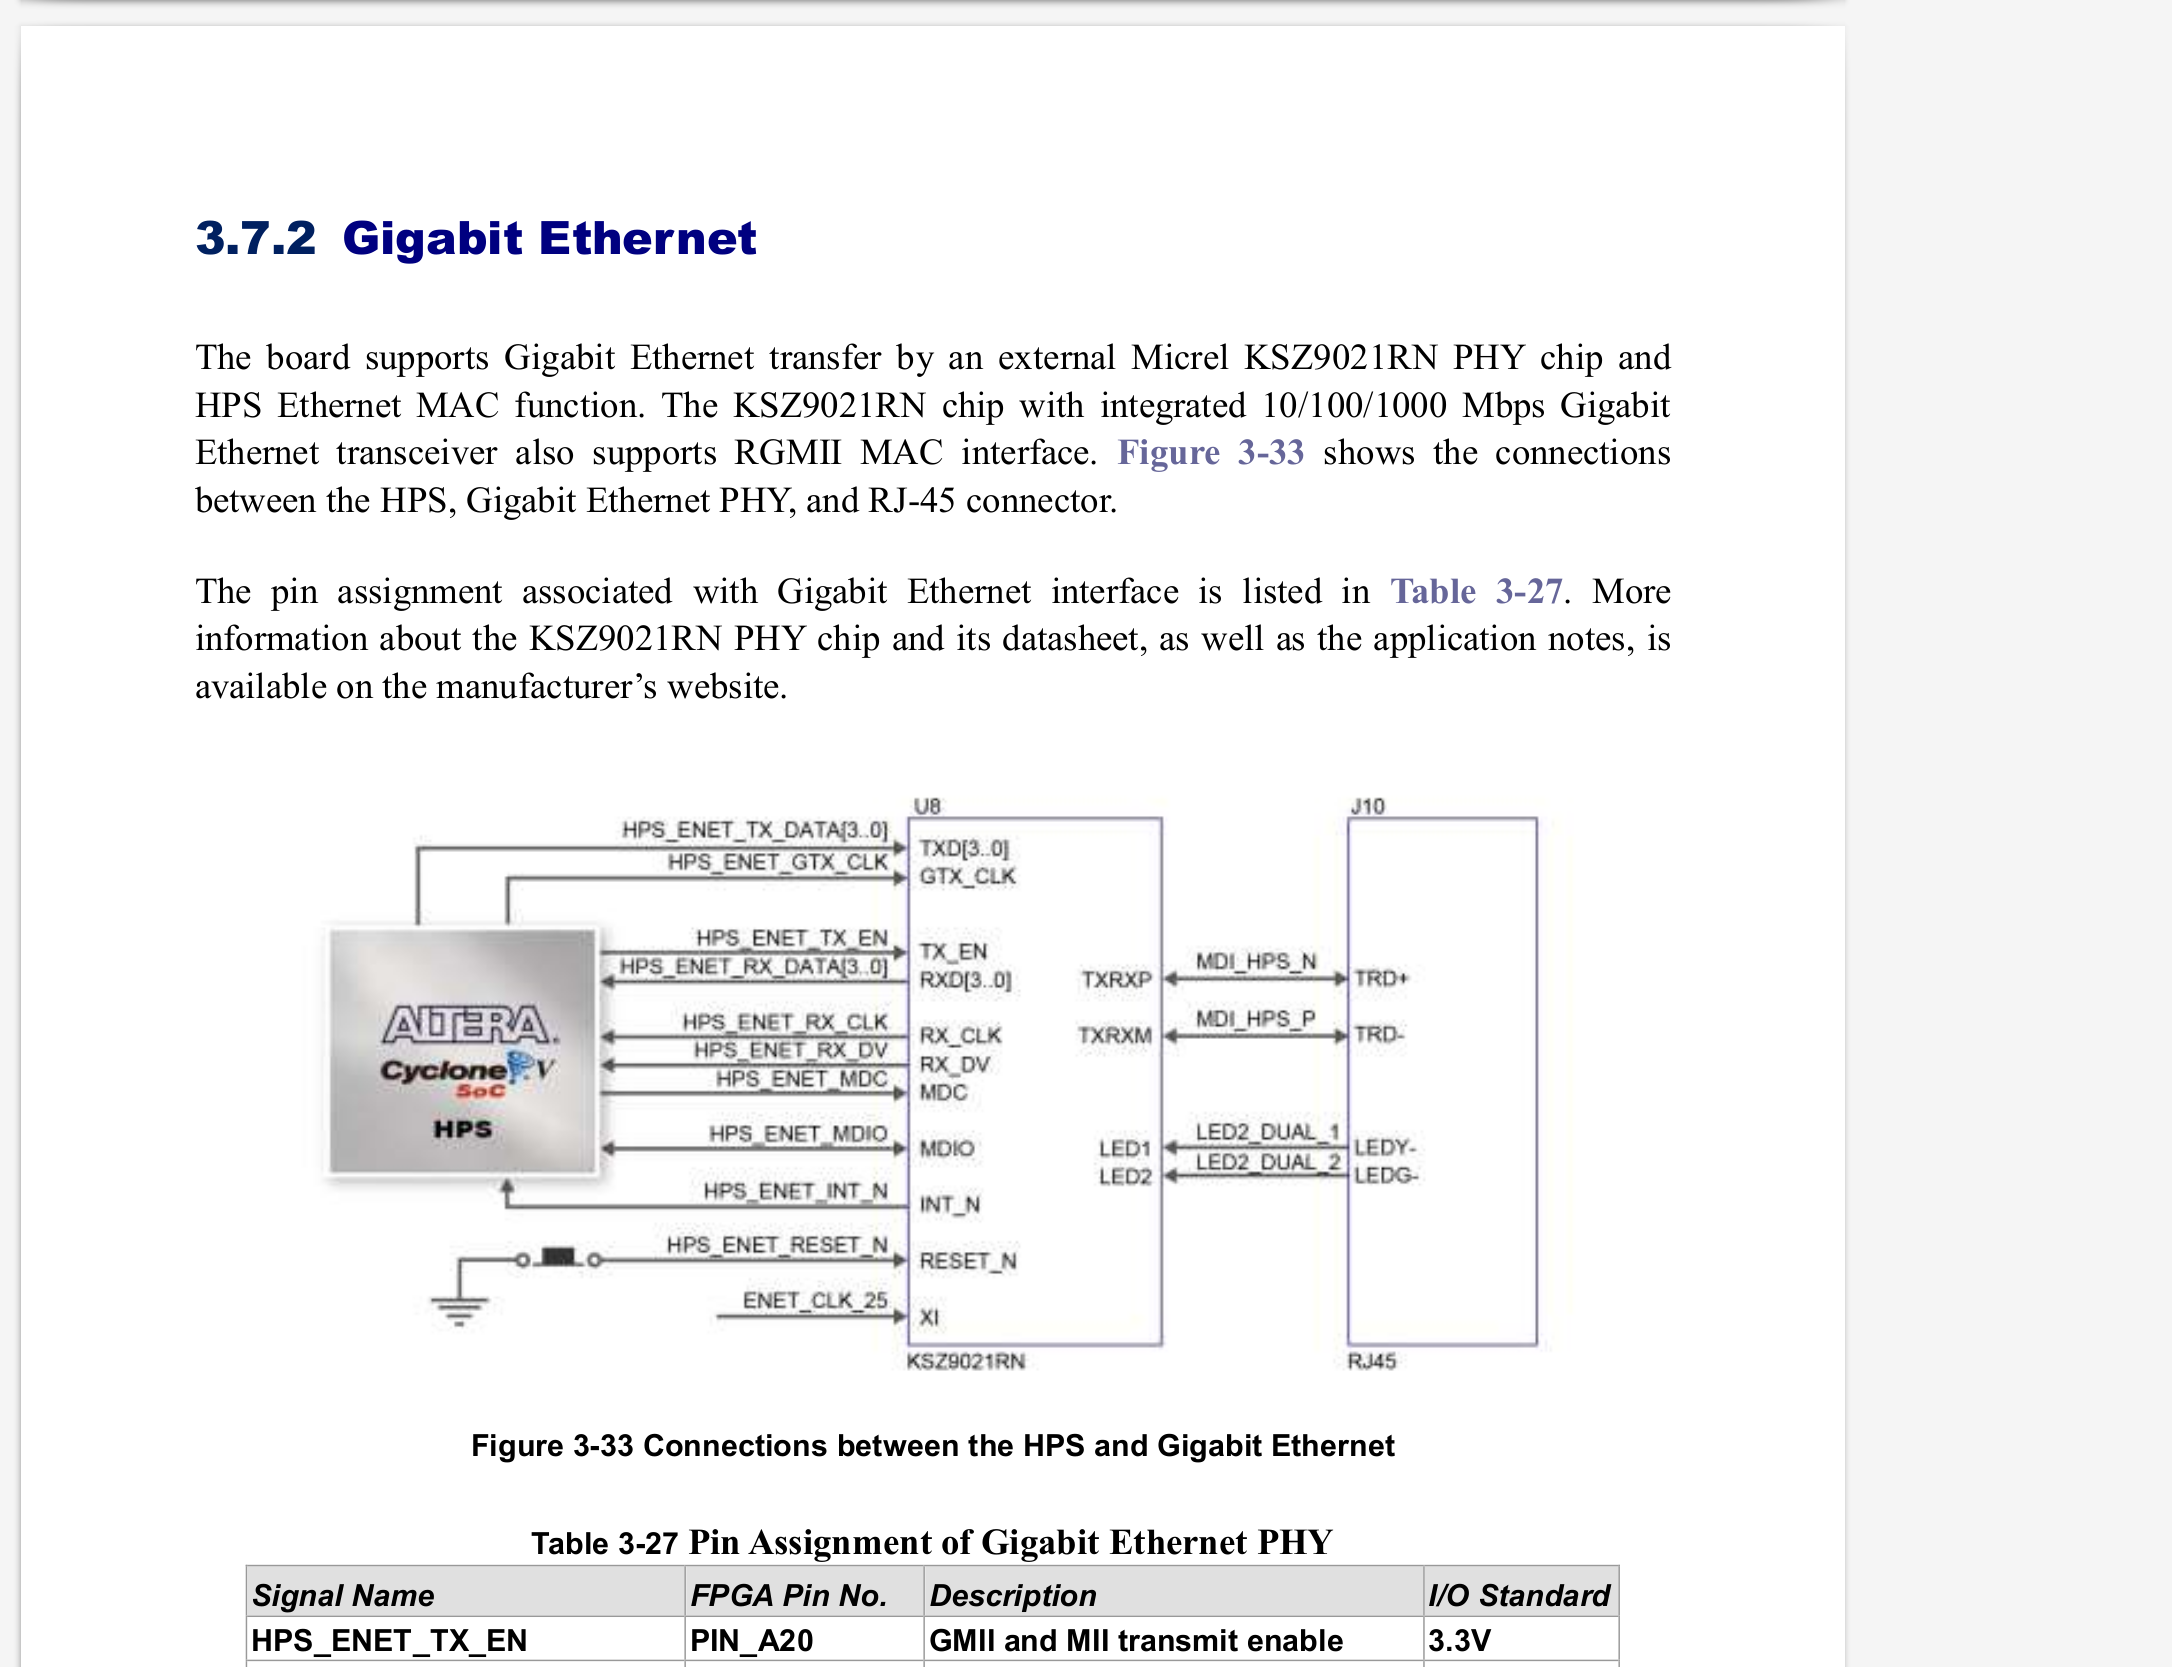 3.7.2 Gigabit Ethernet
The board supports Gigabit Ethernet transfer by an external Micrel KSZ9021RN PHY chip and
HPS Ethernet MAC function. The KSZ9021RN chip with integrated 10/100/1000 Mbps Gigabit
Ethernet transceiver also supports RGMII MAC interface. Figure 3-33 shows the connections
between the HPS, Gigabit Ethernet PHY, and RJ-45 connector.
The pin assignment associated with Gigabit Ethernet interface is listed in Table 3-27. More
information about the KSZ9021RN PHY chip and its datasheet, as well as the application notes, is
available on the manufacturer’s website.
U8
J10
HPS_ENET_TX_DATA[3..0]
TXD[3..0]
HPS_ENET_GTX_CLK
GTX_CLK
HPS_ENET_TX_EN
TX_EN
HPS_ENET_RX_DATA[3..0]
RXD[3..0]
TXRXP
MDI_HPS_N
TRD+
HPS_ENET_RX_CLK
RX_CLK
TXRXM
MDI_HPS_P
TRD-
HPS_ENET_RX_DV
RX_DV
HPS_ENET_MDC
MDC
ALTERA
Cyclone V
SoC
HPS
HPS_ENET_MDIO
MDIO
LED1
LED2_DUAL_1
LEDY-
LED2
LED2_DUAL_2
LEDG-
HPS_ENET_INT_N
INT_N
HPS_ENET_RESET_N
RESET_N
ENET_CLK_25
XI
KSZ9021RN
RJ45
Figure 3-33 Connections between the HPS and Gigabit Ethernet
Table 3-27 Pin Assignment of Gigabit Ethernet PHY
Signal Name FPGA Pin No. Description I/O Standard
HPS_ENET_TX_EN PIN_A20 GMII and MII transmit enable 3.3V